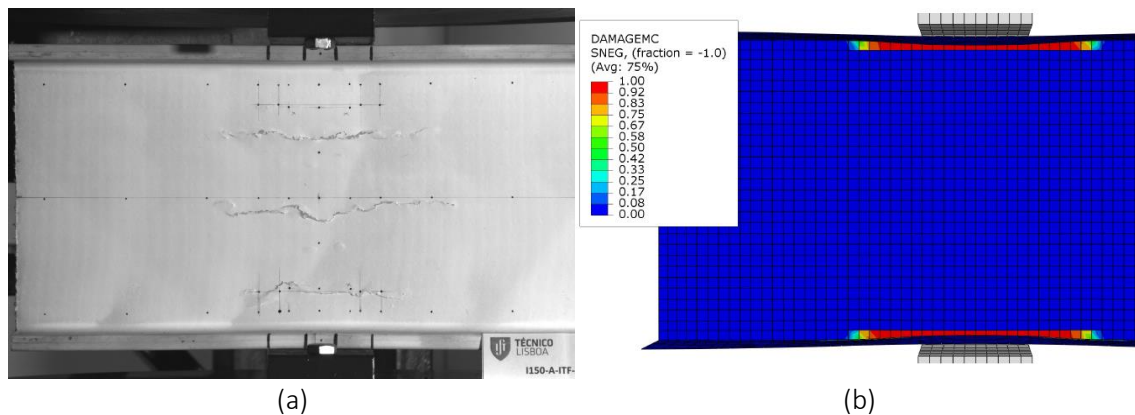 TÉCNICO
LISBOA
I150-A-ITF-
(a)
DAMAGEMC
SNEG, (fraction = -1.0)
(Avg: 75%)
1.00
0.92
0.83
0.75
0.67
0.58
0.50
0.42
0.33
0.25
0.17
0.08
0.00
(b)